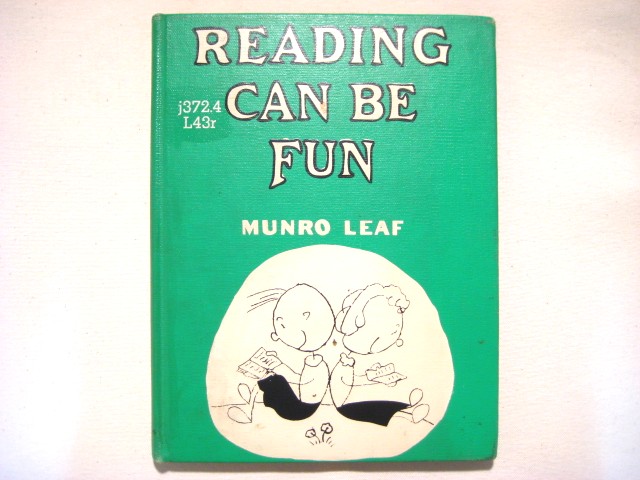 READING
j372.4
CAN BE
L43r
FUN
MUNRO LEAF